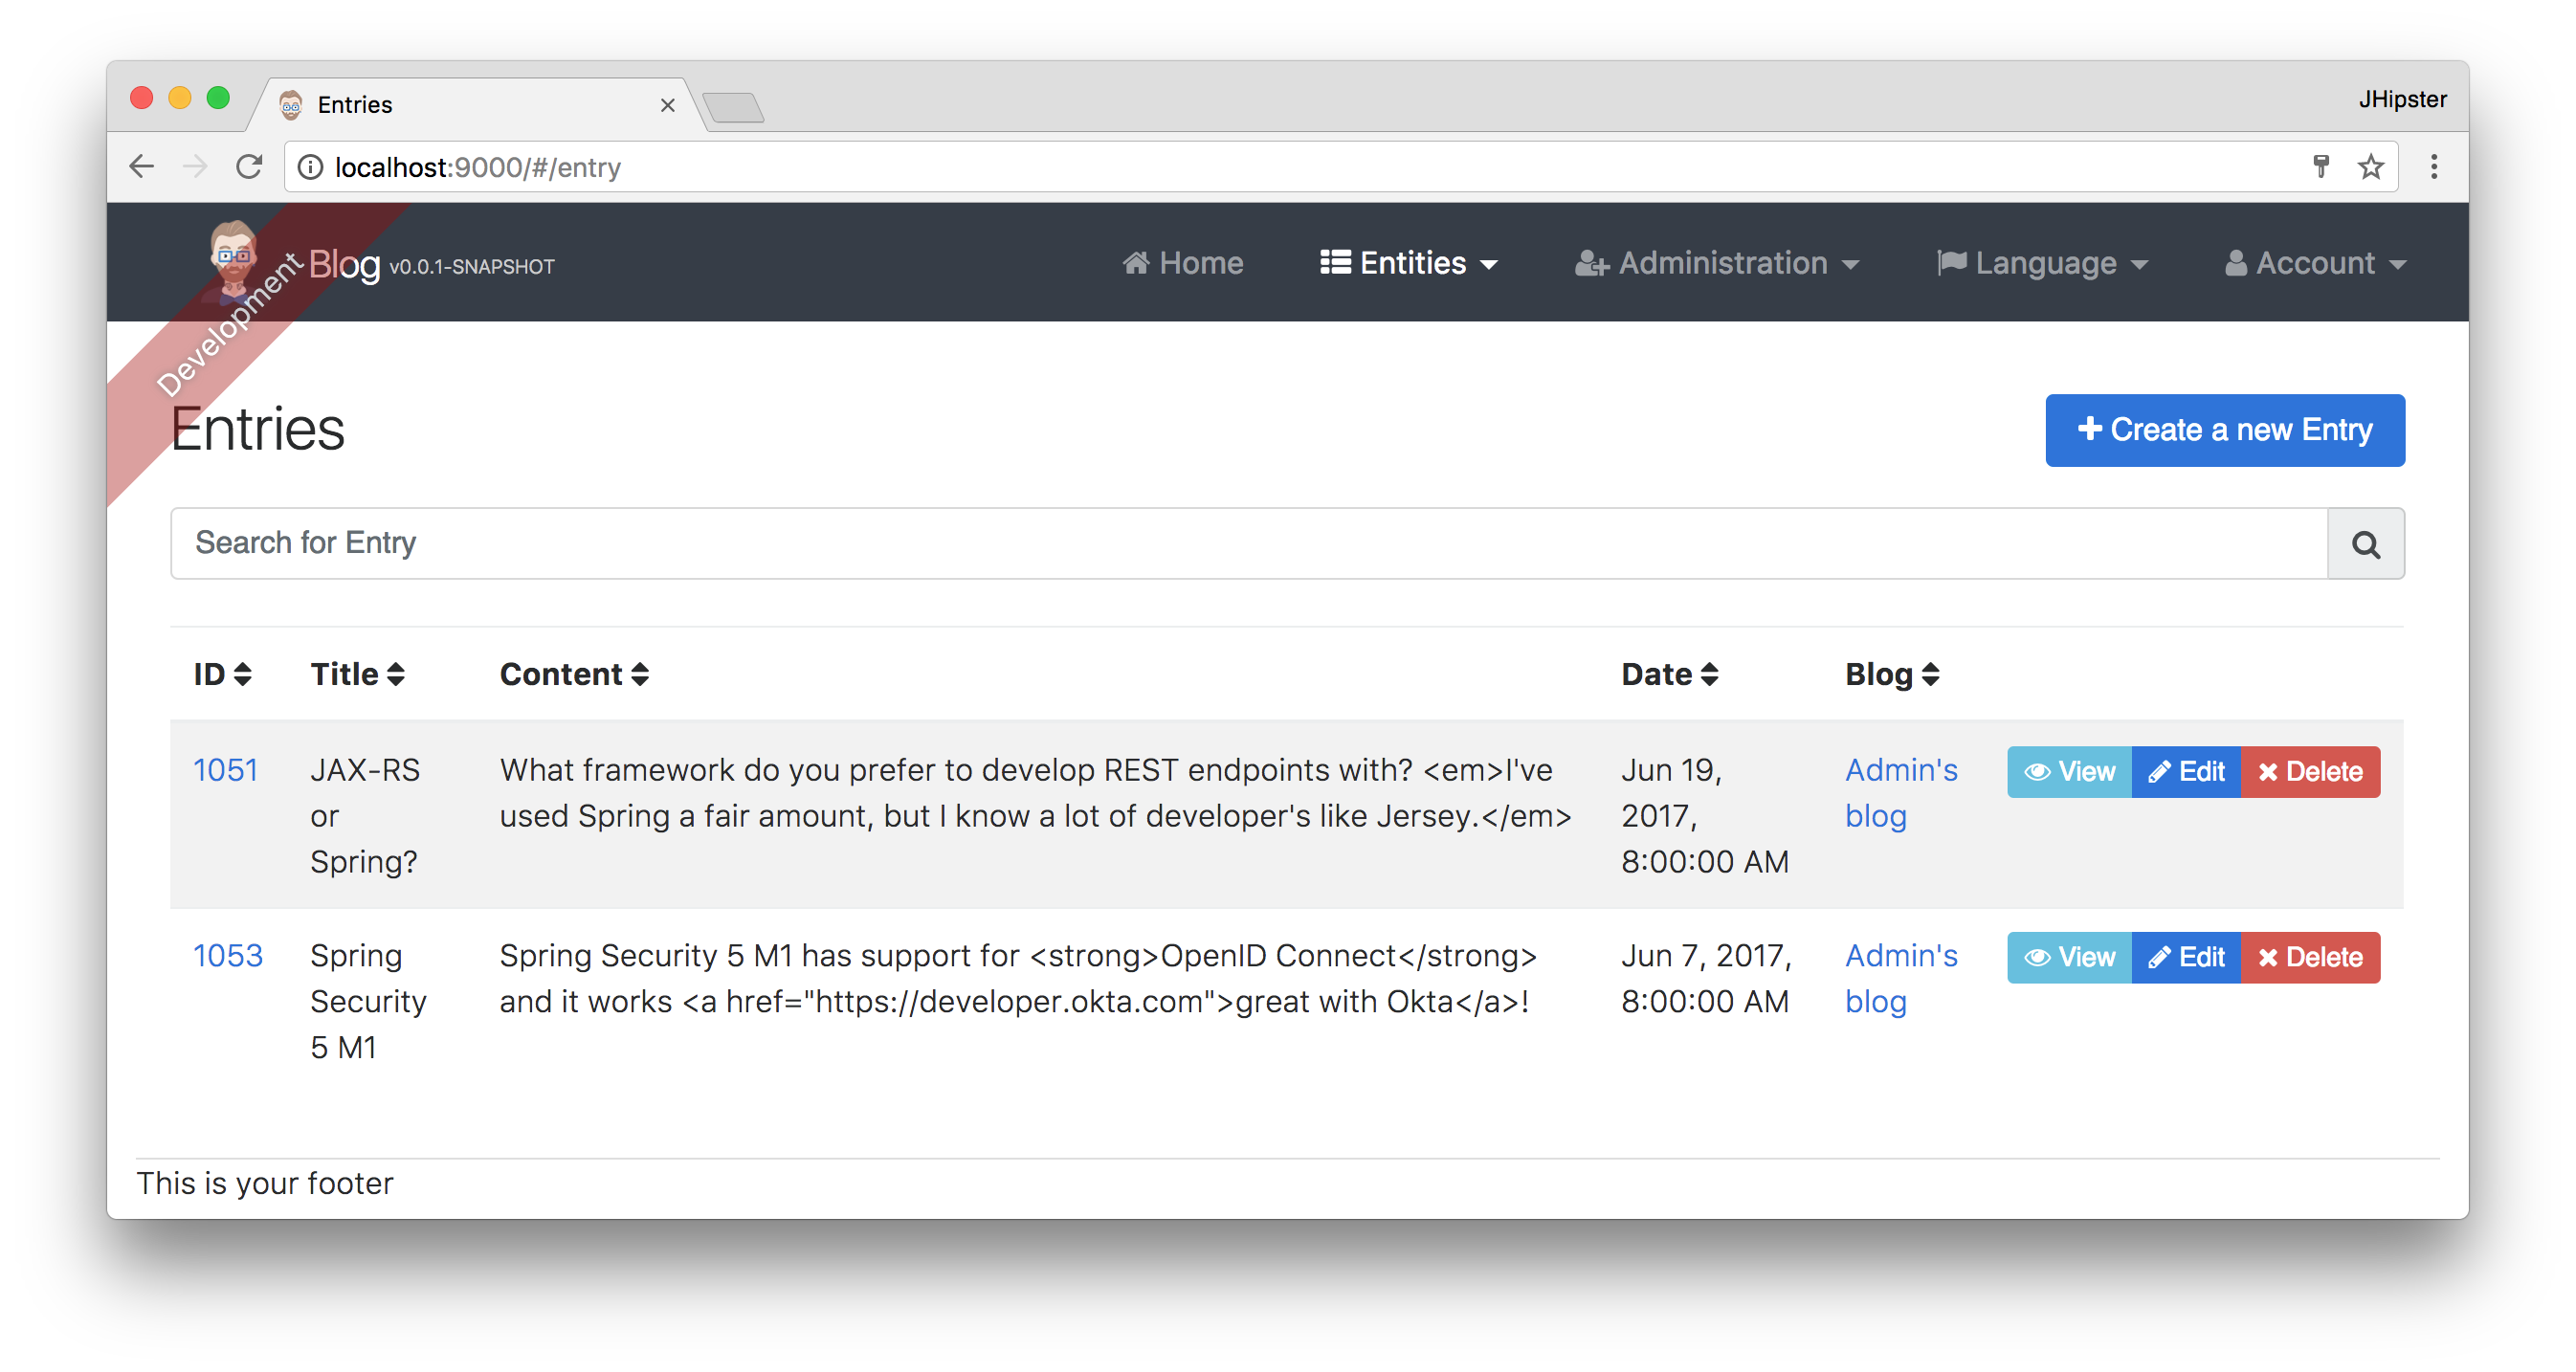 Entries
JHipster
localhost:9000/#/entry
Development
Blog v0.0.1-SNAPSHOT
Home
Entities
Administration
Language
Account
Entries
Create a new Entry
Search for Entry
ID
Title
Content
Date
Blog
1051
JAX-RS
or
Spring?
What framework do you prefer to develop REST endpoints with? <em>I've
used Spring a fair amount, but I know a lot of developer's like Jersey.</em>
Jun 19,
2017,
8:00:00 AM
Admin's
blog
View
Edit
Delete
1053
Spring
Security
5 M1
Spring Security 5 M1 has support for <strong>OpenID Connect</strong>
and it works <a href="https://developer.okta.com">great with Okta</a>!
Jun 7, 2017,
8:00:00 AM
Admin's
blog
View
Edit
Delete
This is your footer